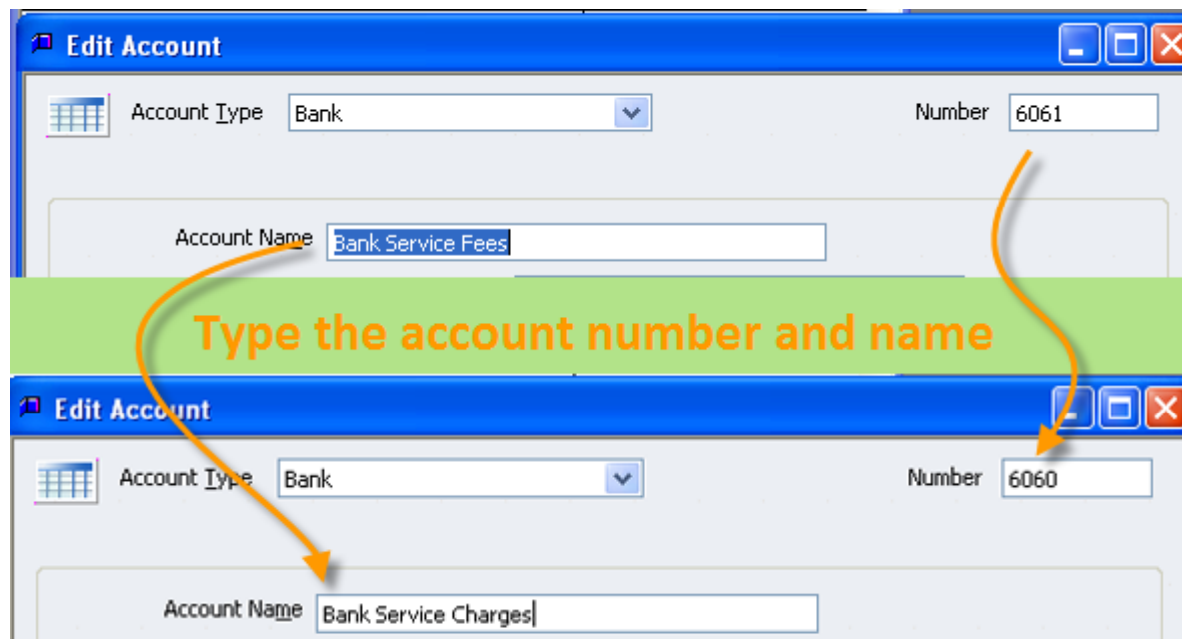 Edit Account
Account Type Bank Number 6061
Account Name Bank Service Fees
Type the account number and name
Edit Account
Account Type Bank Number 6060
Account Name Bank Service Charges